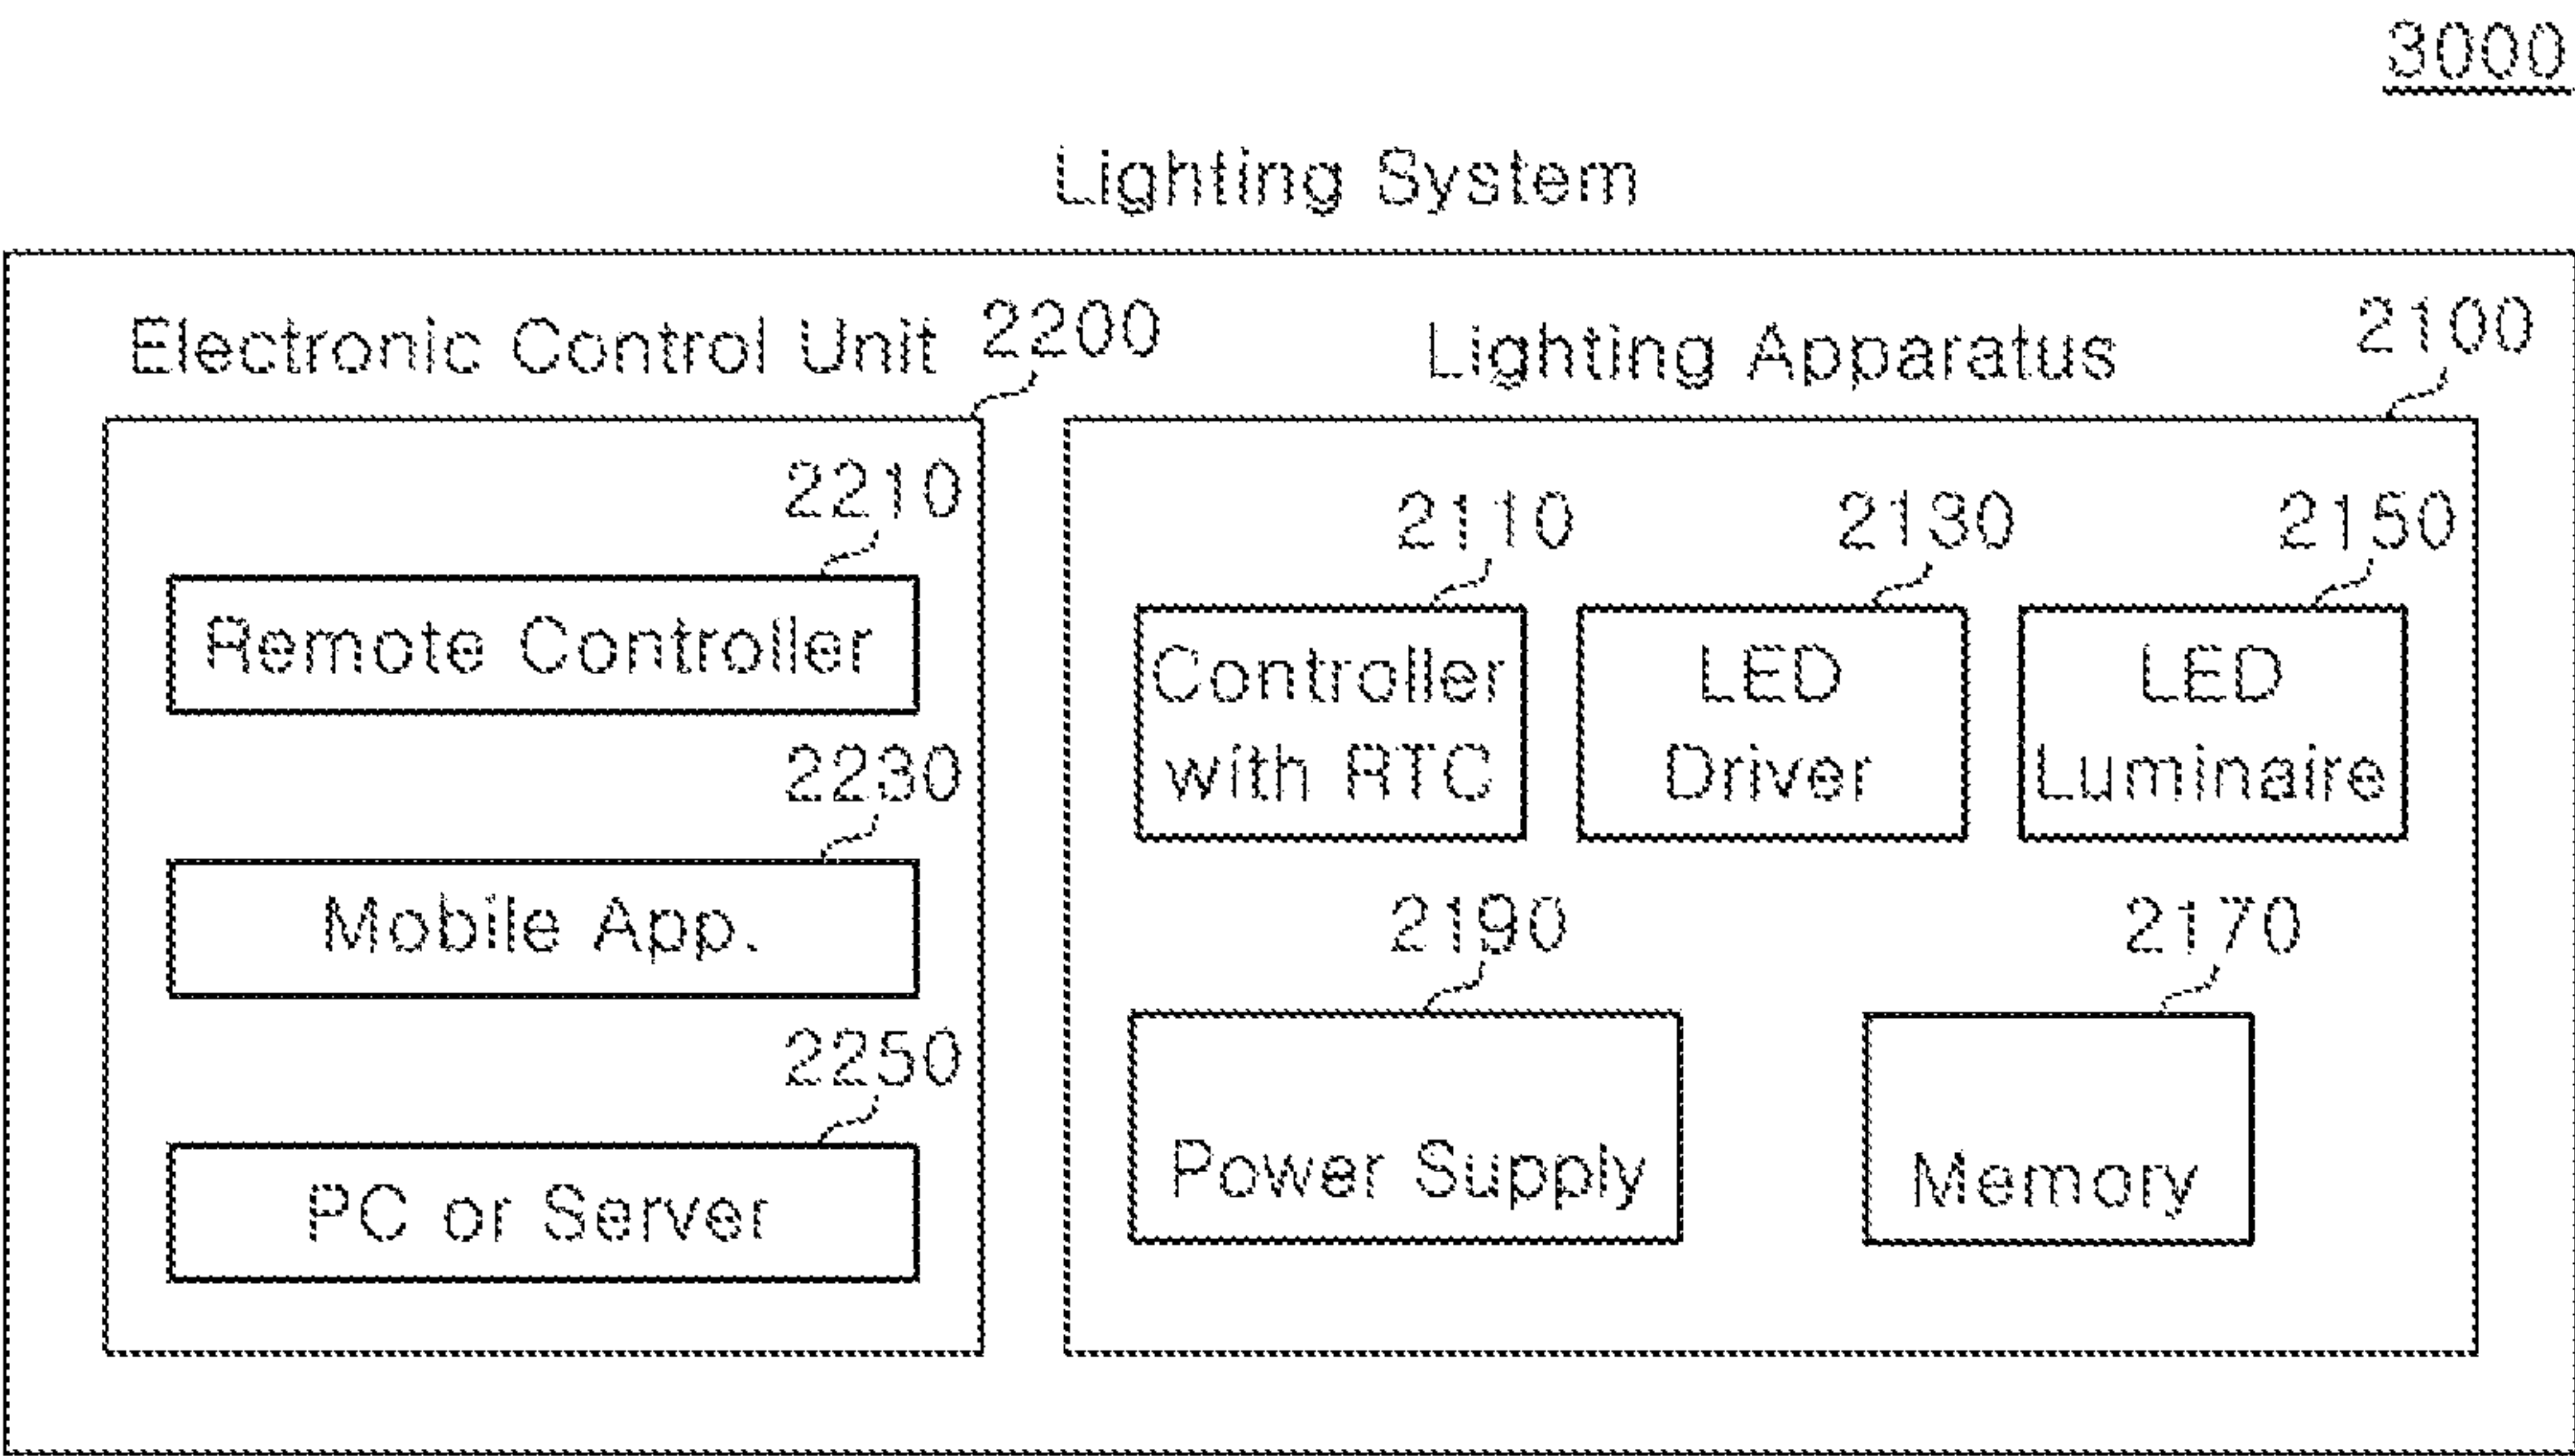 3000
Lighting System
Electronic Control Unit 2200
Lighting Apparatus 2100
2210
Remote Controller
2230
Mobile App.
2250
PC or Server
2110
Controller
with RTC
2130
LED
Driver
2150
LED
Luminaire
2190
Power Supply
2170
Memory